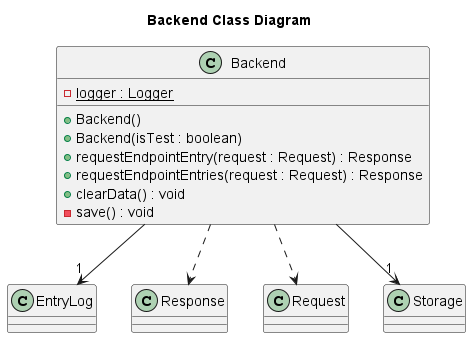 Backend Class Diagram
C Backend
logger : Logger
Backend()
Backend(isTest : boolean)
requestEndpointEntry(request : Request) : Response
requestEndpointEntries(request : Request) : Response
clearData() : void
save() : void
1 1
C EntryLog C Response C Request C Storage